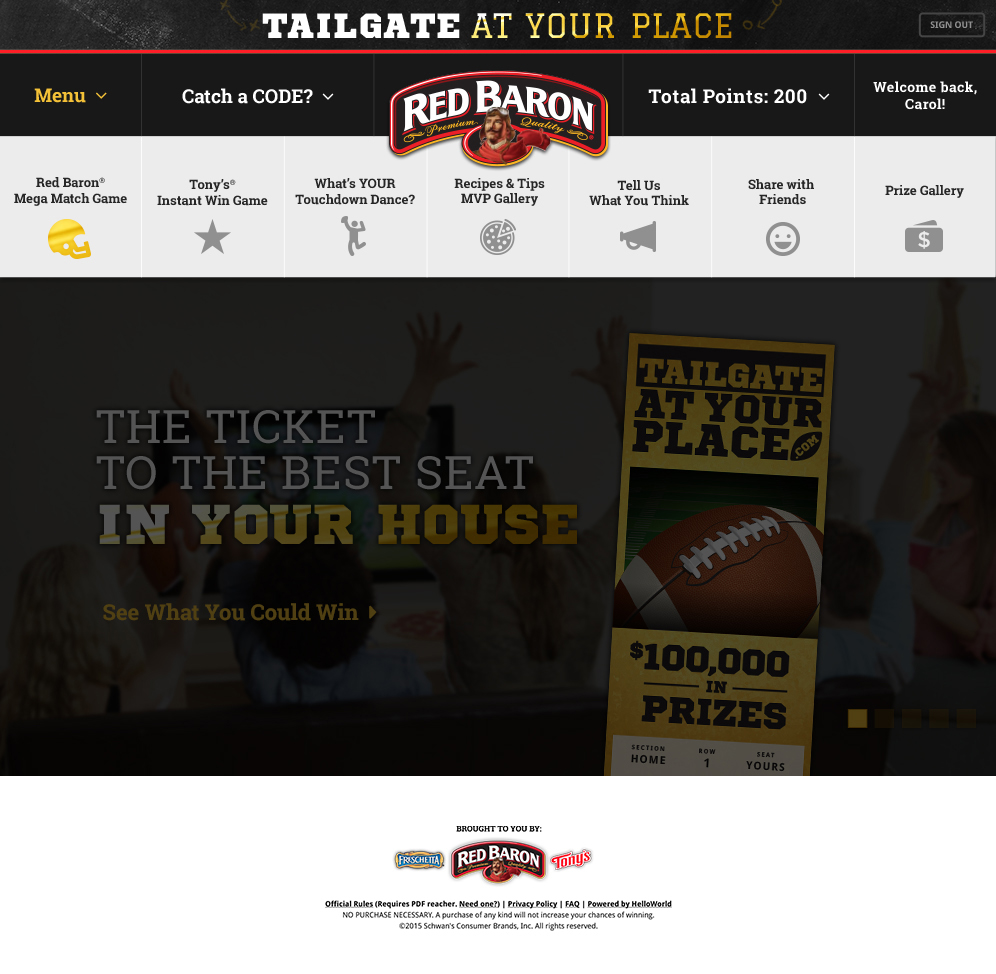 TAILGATE AT YOUR PLACE
SIGN OUT
Menu
Catch a CODE?
RED BARON
Premium Quality
Total Points: 200
Welcome back,
Carol!
Red Baron®
Mega Match Game
Tony's®
Instant Win Game
What's YOUR
Touchdown Dance?
Recipes & Tips
MVP Gallery
Tell Us
What You Think
Share with
Friends
Prize Gallery
$
THE TICKET
TO THE BEST SEAT
IN YOUR HOUSE
See What You Could Win
TAILGATE
AT YOUR
PLACE.COM
$100,000
IN
PRIZES
SECTION
HOME
ROW
1
SEAT
YOURS
BROUGHT TO YOU BY:
FRESCHETTA
RED BARON
Tony's
Official Rules (Requires PDF reacher. Need one?) | Privacy Policy | FAQ | Powered by HelloWorld
NO PURCHASE NECESSARY. A purchase of any kind will not increase your chances of winning.
©2015 Schwan's Consumer Brands, Inc. All rights reserved.